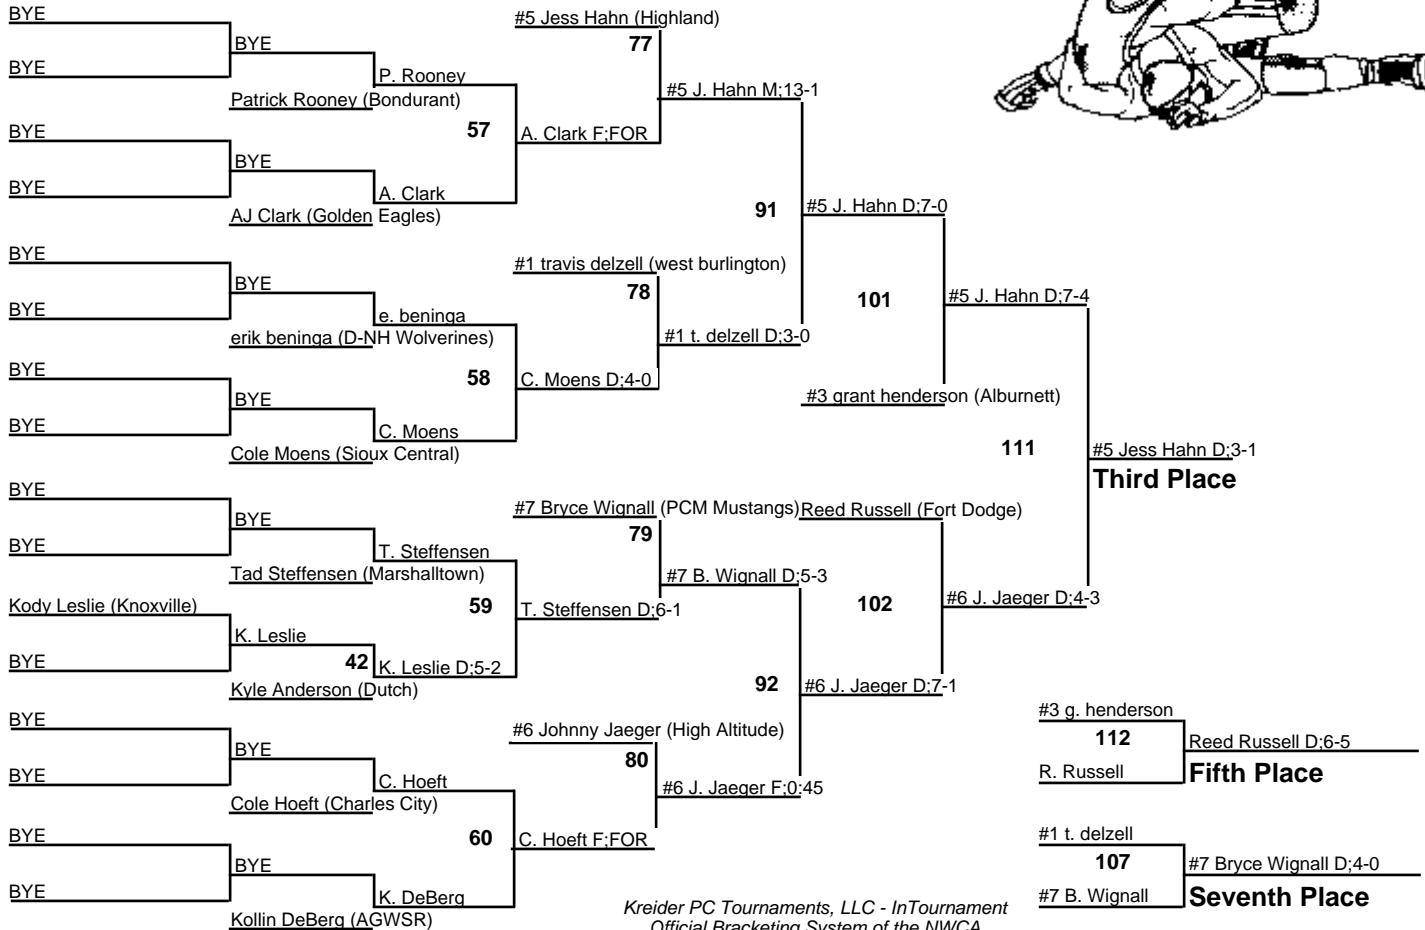 BYE
#5 Jess Hahn (Highland)
BYE
77
BYE
P. Rooney
#5 J. Hahn M;13-1
Patrick Rooney (Bondurant)
57
A. Clark F;FOR
BYE
BYE
BYE
A. Clark
91
#5 J. Hahn D;7-0
AJ Clark (Golden Eagles)
BYE
#1 travis delzell (west burlington)
BYE
78
101
#5 J. Hahn D;7-4
BYE
e. beninga
erik beninga (D-NH Wolverines)
#1 t. delzell D;3-0
BYE
58
C. Moens D;4-0
BYE
#3 grant henderson (Alburnett)
BYE
C. Moens
Cole Moens (Sioux Central)
111
#5 Jess Hahn D;3-1
Third Place
BYE
#7 Bryce Wignall (PCM Mustangs)
Reed Russell (Fort Dodge)
BYE
79
BYE
T. Steffensen
Tad Steffensen (Marshalltown)
#7 B. Wignall D;5-3
Kody Leslie (Knoxville)
59
T. Steffensen D;6-1
102
#6 J. Jaeger D;4-3
K. Leslie
BYE
42
K. Leslie D;5-2
Kyle Anderson (Dutch)
92
#6 J. Jaeger D;7-1
BYE
#6 Johnny Jaeger (High Altitude)
#3 g. henderson
BYE
80
112
Reed Russell D;6-5
BYE
C. Hoeft
#6 J. Jaeger F;0:45
R. Russell
Fifth Place
Cole Hoeft (Charles City)
BYE
60
C. Hoeft F;FOR
#1 t. delzell
BYE
107
#7 Bryce Wignall D;4-0
BYE
K. DeBerg
#7 B. Wignall
Seventh Place
Kollin DeBerg (AGWSR)
Kreider PC Tournaments, LLC - InTournament
Official Bracketing System of the NWCA